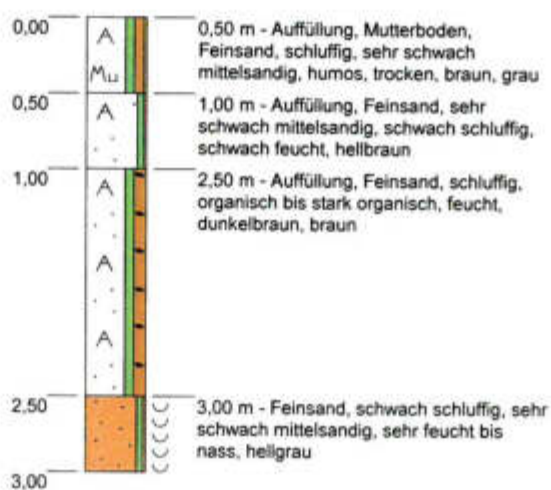 0,00
0,50 m - Auffüllung, Mutterboden,
Feinsand, schluffig, sehr schwach
mittelsandig, humos, trocken, braun, grau
A
Mu
0,50
1,00 m - Auffüllung, Feinsand, sehr
schwach mittelsandig, schwach schluffig,
schwach feucht, hellbraun
A
1,00
2,50 m - Auffüllung, Feinsand, schluffig,
organisch bis stark organisch, feucht,
dunkelbraun, braun
A
A
A
2,50
3,00 m - Feinsand, schwach schluffig, sehr
schwach mittelsandig, sehr feucht bis
nass, hellgrau
3,00